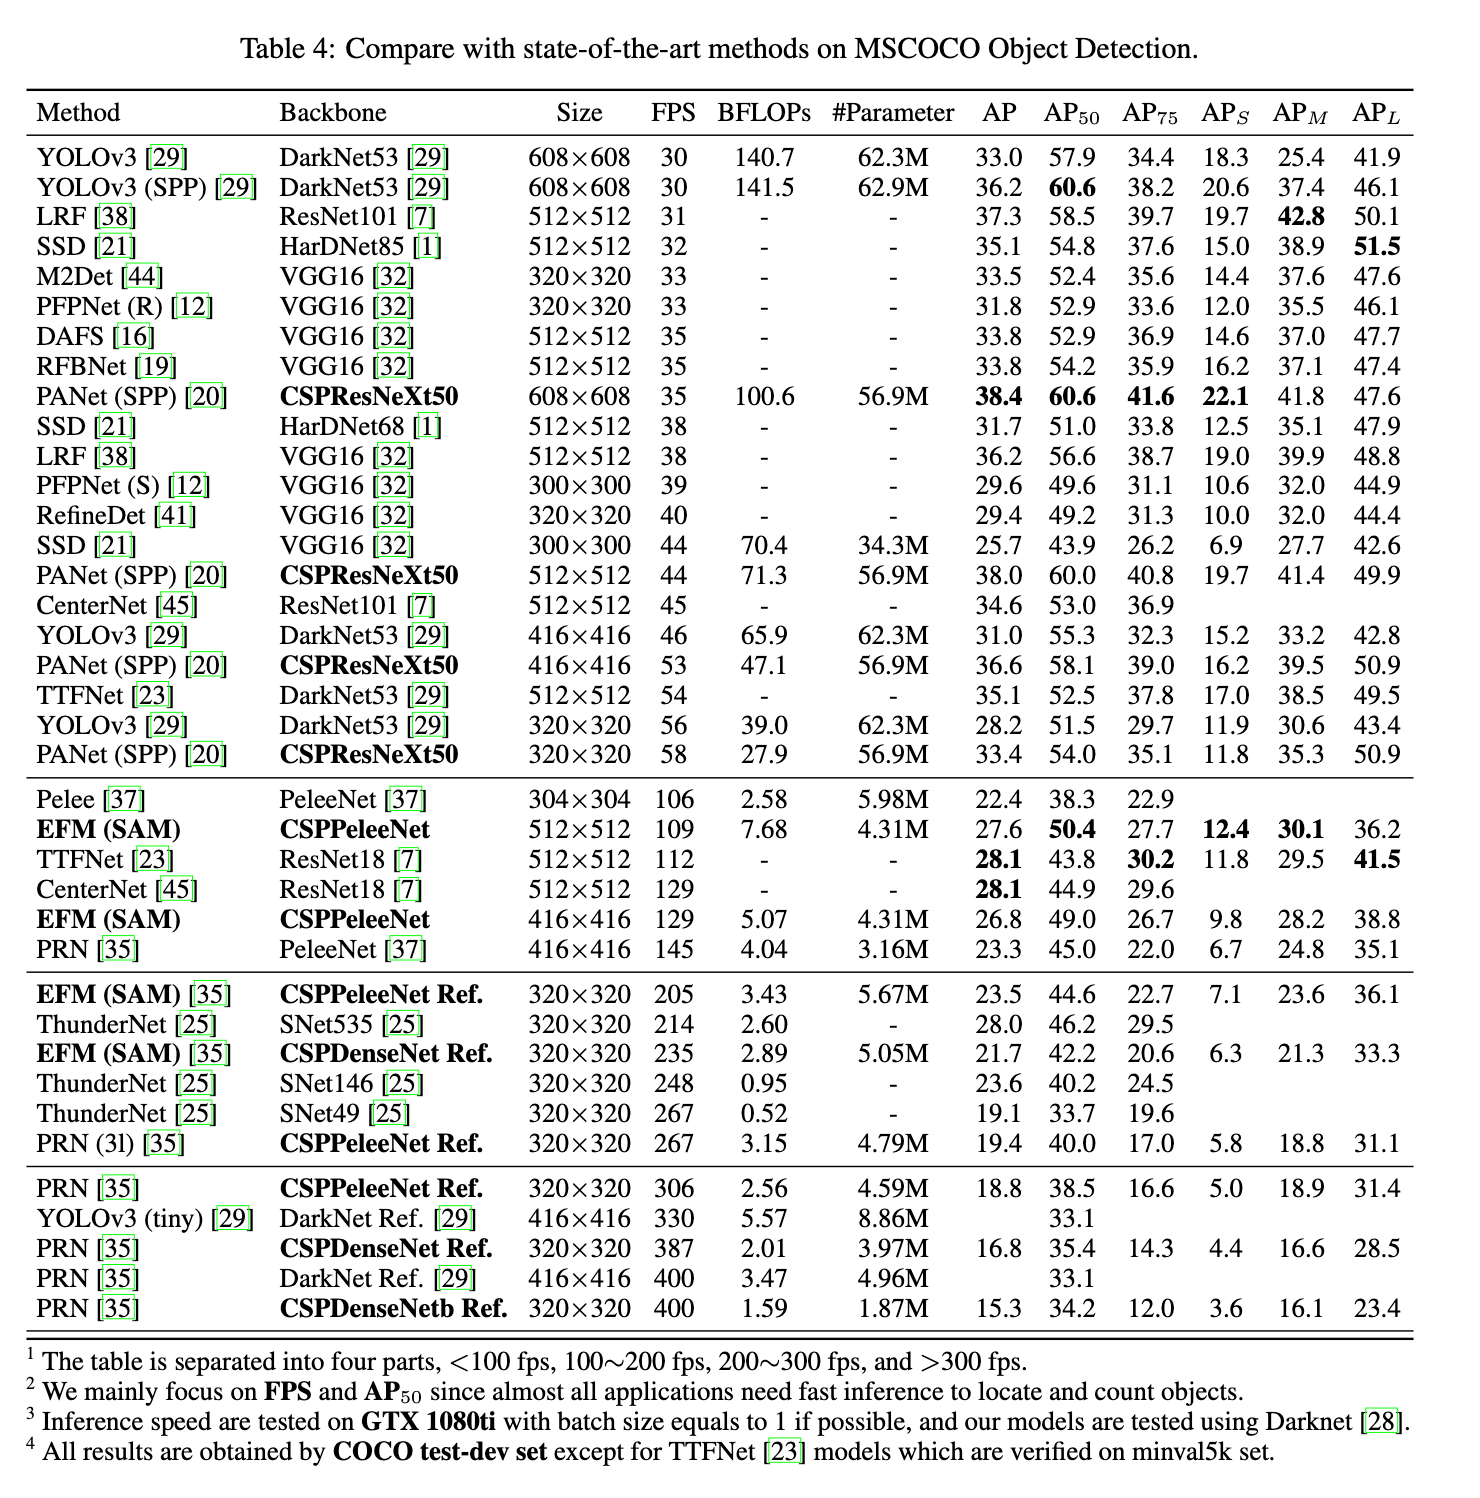 Table 4: Compare with state-of-the-art methods on MSCOCO Object Detection.
Method Backbone Size FPS BFLOPs #Parameter AP AP50 AP75 APS APM APL
YOLOv3 [29] DarkNet53 [29] 608×608 30 140.7 62.3M 33.0 57.9 34.4 18.3 25.4 41.9
YOLOv3 (SPP) [29] DarkNet53 [29] 608×608 30 141.5 62.9M 36.2 60.6 38.2 20.6 37.4 46.1
LRF [38] ResNet101 [7] 512×512 31 - - 37.3 58.5 39.7 19.7 42.8 50.1
SSD [21] HarDNet85 [1] 512×512 32 - - 35.1 54.8 37.6 15.0 38.9 51.5
M2Det [44] VGG16 [32] 320×320 33 - - 33.5 52.4 35.6 14.4 37.6 47.6
PFPNet (R) [12] VGG16 [32] 320×320 33 - - 31.8 52.9 33.6 12.0 35.5 46.1
DAFS [16] VGG16 [32] 512×512 35 - - 33.8 52.9 36.9 14.6 37.0 47.7
RFBNet [19] VGG16 [32] 512×512 35 - - 33.8 54.2 35.9 16.2 37.1 47.4
PANet (SPP) [20] CSPResNeXt50 608×608 35 100.6 56.9M 38.4 60.6 41.6 22.1 41.8 47.6
SSD [21] HarDNet68 [1] 512×512 38 - - 31.7 51.0 33.8 12.5 35.1 47.9
LRF [38] VGG16 [32] 512×512 38 - - 36.2 56.6 38.7 19.0 39.9 48.8
PFPNet (S) [12] VGG16 [32] 300×300 39 - - 29.6 49.6 31.1 10.6 32.0 44.9
RefineDet [41] VGG16 [32] 320×320 40 - - 29.4 49.2 31.3 10.0 32.0 44.4
SSD [21] VGG16 [32] 300×300 44 70.4 34.3M 25.7 43.9 26.2 6.9 27.7 42.6
PANet (SPP) [20] CSPResNeXt50 512×512 44 71.3 56.9M 38.0 60.0 40.8 19.7 41.4 49.9
CenterNet [45] ResNet101 [7] 512×512 45 - - 34.6 53.0 36.9
YOLOv3 [29] DarkNet53 [29] 416×416 46 65.9 62.3M 31.0 55.3 32.3 15.2 33.2 42.8
PANet (SPP) [20] CSPResNeXt50 416×416 53 47.1 56.9M 36.6 58.1 39.0 16.2 39.5 50.9
TTFNet [23] DarkNet53 [29] 512×512 54 - - 35.1 52.5 37.8 17.0 38.5 49.5
YOLOv3 [29] DarkNet53 [29] 320×320 56 39.0 62.3M 28.2 51.5 29.7 11.9 30.6 43.4
PANet (SPP) [20] CSPResNeXt50 320×320 58 27.9 56.9M 33.4 54.0 35.1 11.8 35.3 50.9
Pelee [37] PeleeNet [37] 304×304 106 2.58 5.98M 22.4 38.3 22.9
EFM (SAM) CSPPeleeNet 512×512 109 7.68 4.31M 27.6 50.4 27.7 12.4 30.1 36.2
TTFNet [23] ResNet18 [7] 512×512 112 - - 28.1 43.8 30.2 11.8 29.5 41.5
CenterNet [45] ResNet18 [7] 512×512 129 - - 28.1 44.9 29.6
EFM (SAM) CSPPeleeNet 416×416 129 5.07 4.31M 26.8 49.0 26.7 9.8 28.2 38.8
PRN [35] PeleeNet [37] 416×416 145 4.04 3.16M 23.3 45.0 22.0 6.7 24.8 35.1
EFM (SAM) [35] CSPPeleeNet Ref. 320×320 205 3.43 5.67M 23.5 44.6 22.7 7.1 23.6 36.1
ThunderNet [25] SNet535 [25] 320×320 214 2.60 - 28.0 46.2 29.5
EFM (SAM) [35] CSPDenseNet Ref. 320×320 235 2.89 5.05M 21.7 42.2 20.6 6.3 21.3 33.3
ThunderNet [25] SNet146 [25] 320×320 248 0.95 - 23.6 40.2 24.5
ThunderNet [25] SNet49 [25] 320×320 267 0.52 - 19.1 33.7 19.6
PRN (3l) [35] CSPPeleeNet Ref. 320×320 267 3.15 4.79M 19.4 40.0 17.0 5.8 18.8 31.1
PRN [35] CSPPeleeNet Ref. 320×320 306 2.56 4.59M 18.8 38.5 16.6 5.0 18.9 31.4
YOLOv3 (tiny) [29] DarkNet Ref. [29] 416×416 330 5.57 8.86M 33.1
PRN [35] CSPDenseNet Ref. 320×320 387 2.01 3.97M 16.8 35.4 14.3 4.4 16.6 28.5
PRN [35] DarkNet Ref. [29] 416×416 400 3.47 4.96M 33.1
PRN [35] CSPDenseNetb Ref. 320×320 400 1.59 1.87M 15.3 34.2 12.0 3.6 16.1 23.4
1 The table is separated into four parts, <100 fps, 100~200 fps, 200~300 fps, and >300 fps.
2 We mainly focus on FPS and AP50 since almost all applications need fast inference to locate and count objects.
3 Inference speed are tested on GTX 1080ti with batch size equals to 1 if possible, and our models are tested using Darknet [28].
4 All results are obtained by COCO test-dev set except for TTFNet [23] models which are verified on minval5k set.